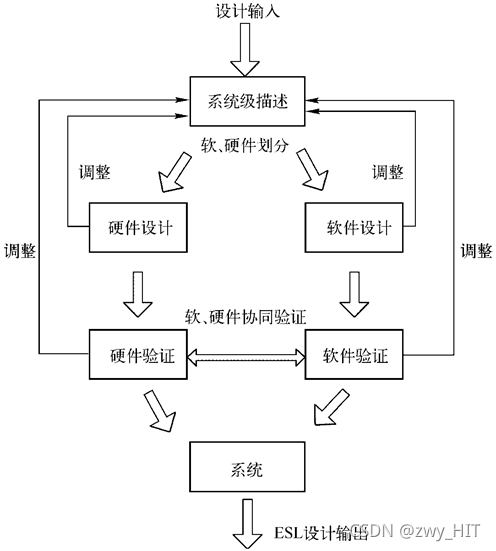 设计输入
系统级描述
软、硬件划分
调整
调整
硬件设计
软件设计
调整
调整
软、硬件协同验证
硬件验证
软件验证
系统
ESL设计输出
CSDN @zwy_HIT